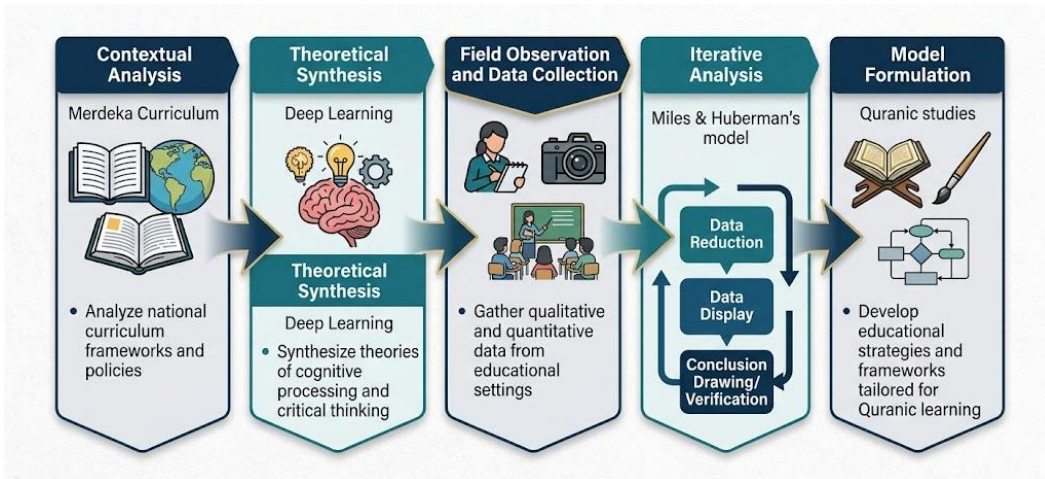 Contextual
Analysis
Merdeka Curriculum
• Analyze national
curriculum
frameworks and
policies
Theoretical
Synthesis
Deep Learning
Theoretical
Synthesis
Deep Learning
• Synthesize theories
of cognitive
processing and
critical thinking
Field Observation
and Data Collection
• Gather qualitative
and quantitative
data from
educational
settings
Iterative
Analysis
Miles & Huberman's
model
Data
Reduction
Data
Display
Conclusion
Drawing/
Verification
Model
Formulation
Quranic studies
• Develop
educational
strategies and
frameworks
tailored for
Quranic learning